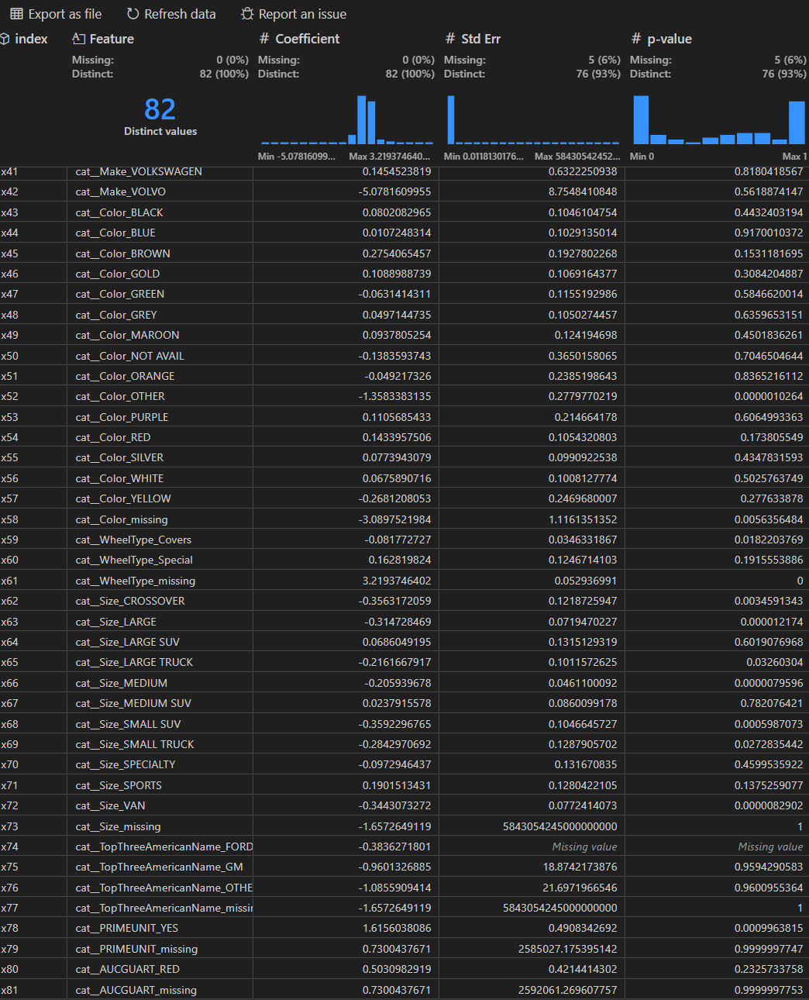 Export as file Refresh data Report an issue
index Feature # Coefficient # Std Err # p-value
Missing: 0 (0%) Missing: 0 (0%) Missing: 5 (6%) Missing: 5 (6%)
Distinct: 82 (100%) Distinct: 82 (100%) Distinct: 76 (93%) Distinct: 76 (93%)
82
Distinct values
Min -5.07816099... Max 3.219374640... Min 0.0118130176... Max 58430542452... Min 0 Max 1
x41 cat__Make_VOLKSWAGEN 0.1454523819 0.6322250938 0.8180418567
x42 cat__Make_VOLVO -5.0781609955 8.7548410848 0.5618874147
x43 cat__Color_BLACK 0.0802082965 0.1046104754 0.4432403194
x44 cat__Color_BLUE 0.0107248314 0.1029135014 0.9170010372
x45 cat__Color_BROWN 0.2754065457 0.1927802268 0.1531181695
x46 cat__Color_GOLD 0.1088988739 0.1069164377 0.3084204887
x47 cat__Color_GREEN -0.0631414311 0.1155192986 0.5846620014
x48 cat__Color_GREY 0.0497144735 0.1050274457 0.6359653151
x49 cat__Color_MAROON 0.0937805254 0.124194698 0.4501836261
x50 cat__Color_NOT AVAIL -0.1383593743 0.3650158065 0.7046504644
x51 cat__Color_ORANGE -0.049217326 0.2385198643 0.8365216112
x52 cat__Color_OTHER -1.3583383135 0.2779770219 0.0000010264
x53 cat__Color_PURPLE 0.1105685433 0.214664178 0.6064993363
x54 cat__Color_RED 0.1433957506 0.1054320803 0.173805549
x55 cat__Color_SILVER 0.0773943079 0.0990922538 0.4347831593
x56 cat__Color_WHITE 0.0675890716 0.1008127774 0.5025763749
x57 cat__Color_YELLOW -0.2681208053 0.2469680007 0.277633878
x58 cat__Color_missing -3.0897521984 1.1161351352 0.0056356484
x59 cat__WheelType_Covers -0.081772727 0.0346331867 0.0182203769
x60 cat__WheelType_Special 0.162819824 0.1246714103 0.1915553886
x61 cat__WheelType_missing 3.2193746402 0.052936991 0
x62 cat__Size_CROSSOVER -0.3563172059 0.1218725947 0.0034591343
x63 cat__Size_LARGE -0.314728469 0.0719470227 0.000012174
x64 cat__Size_LARGE SUV 0.0686049195 0.1315129319 0.6019076968
x65 cat__Size_LARGE TRUCK -0.2161667917 0.1011572625 0.03260304
x66 cat__Size_MEDIUM -0.205939678 0.0461100092 0.0000079596
x67 cat__Size_MEDIUM SUV 0.0237915578 0.0860099178 0.782076421
x68 cat__Size_SMALL SUV -0.3592296765 0.1046645727 0.0005987073
x69 cat__Size_SMALL TRUCK -0.2842970692 0.1287905702 0.0272835442
x70 cat__Size_SPECIALTY -0.0972946437 0.131670835 0.4599535922
x71 cat__Size_SPORTS 0.1901513431 0.1280422105 0.1375259077
x72 cat__Size_VAN -0.3443073272 0.0772414073 0.0000082902
x73 cat__Size_missing -1.6572649119 5843054245000000000 1
x74 cat__TopThreeAmericanName_FORD -0.3836271801 Missing value Missing value
x75 cat__TopThreeAmericanName_GM -0.9601326885 18.8742173876 0.9594290583
x76 cat__TopThreeAmericanName_OTHE -1.0855909414 21.6971966546 0.9600955364
x77 cat__TopThreeAmericanName_missin -1.6572649119 5843054245000000000 1
x78 cat__PRIMEUNIT_YES 1.6156038086 0.4908342692 0.0009963815
x79 cat__PRIMEUNIT_missing 0.7300437671 2585027.175395142 0.9999997747
x80 cat__AUCGUART_RED 0.5030982919 0.4214414302 0.2325733758
x81 cat__AUCGUART_missing 0.7300437671 2592061.269607757 0.9999997753